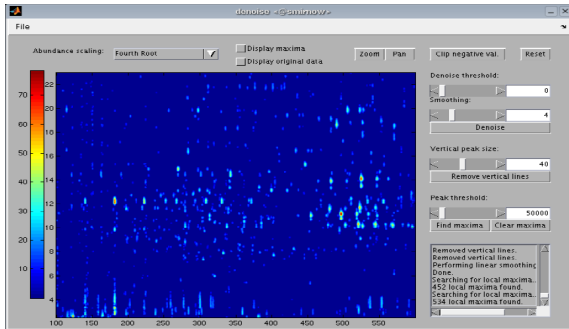 denoise <@smirnow>
File
Abundance scaling:
Fourth Root
Display maxima
Display original data
Zoom
Pan
Clip negative val.
Reset
Denoise threshold:
0
Smoothing:
4
Denoise
Vertical peak size:
40
Remove vertical lines
Peak threshold:
50000
Find maxima
Clear maxima
Removed vertical lines.
Removed vertical lines.
Performing linear smoothing
Done.
Searching for local maxima..
452 local maxima found.
Searching for local maxima..
534 local maxima found.
70
60
50
40
30
20
10
22
20
18
16
14
12
10
8
6
4
100 150 200 250 300 350 400 450 500 550